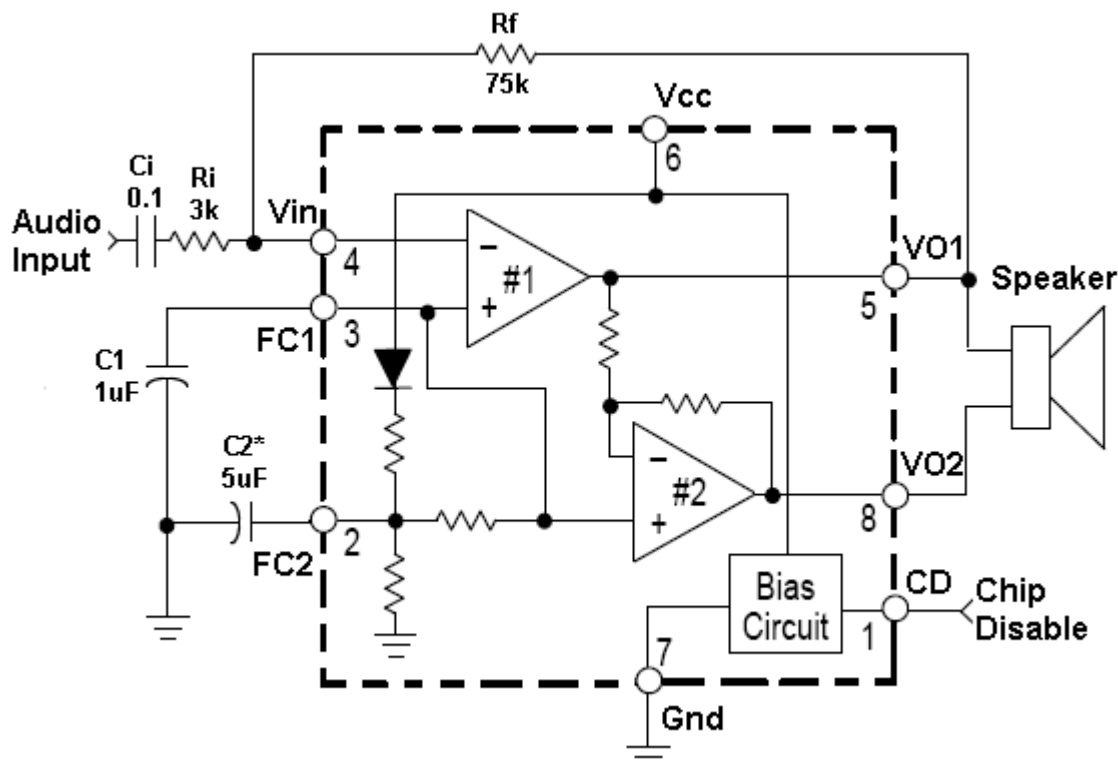 Rf
75k
Vcc
6
Ci
0.1
Ri
3k
Audio
Input
Vin
4
−
#1
+
VO1
5
Speaker
FC1
3
C1
1uF
C2*
5uF
FC2
2
−
#2
+
VO2
8
Bias
Circuit
CD
1
Chip
Disable
7
Gnd